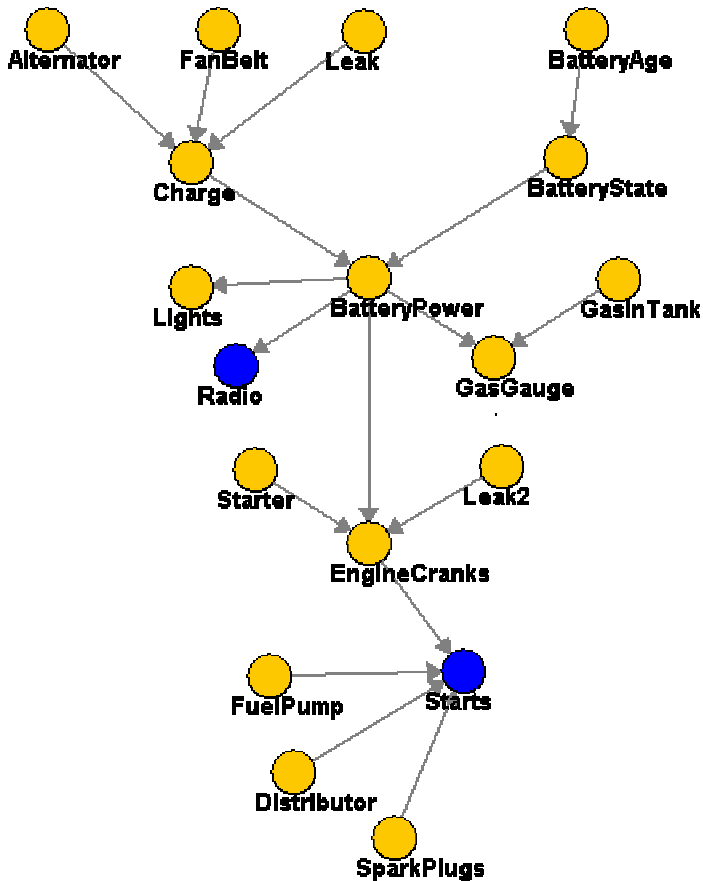 Alternator
FanBelt
Leak
BatteryAge
Charge
BatteryState
Lights
BatteryPower
GasInTank
Radio
GasGauge
Starter
Leak2
EngineCranks
FuelPump
Starts
Distributor
SparkPlugs